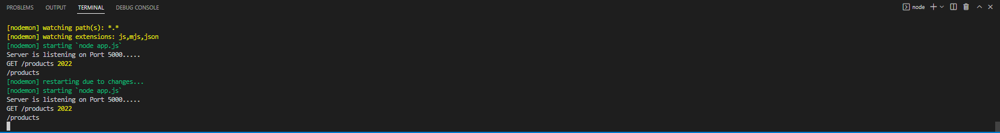 PROBLEMS OUTPUT TERMINAL DEBUG CONSOLE node
[nodemon] watching path(s): *.*
[nodemon] watching extensions: js,mjs,json
[nodemon] starting `node app.js`
Server is listening on Port 5000.....
GET /products 2022
/products
[nodemon] restarting due to changes...
[nodemon] starting `node app.js`
Server is listening on Port 5000.....
GET /products 2022
/products